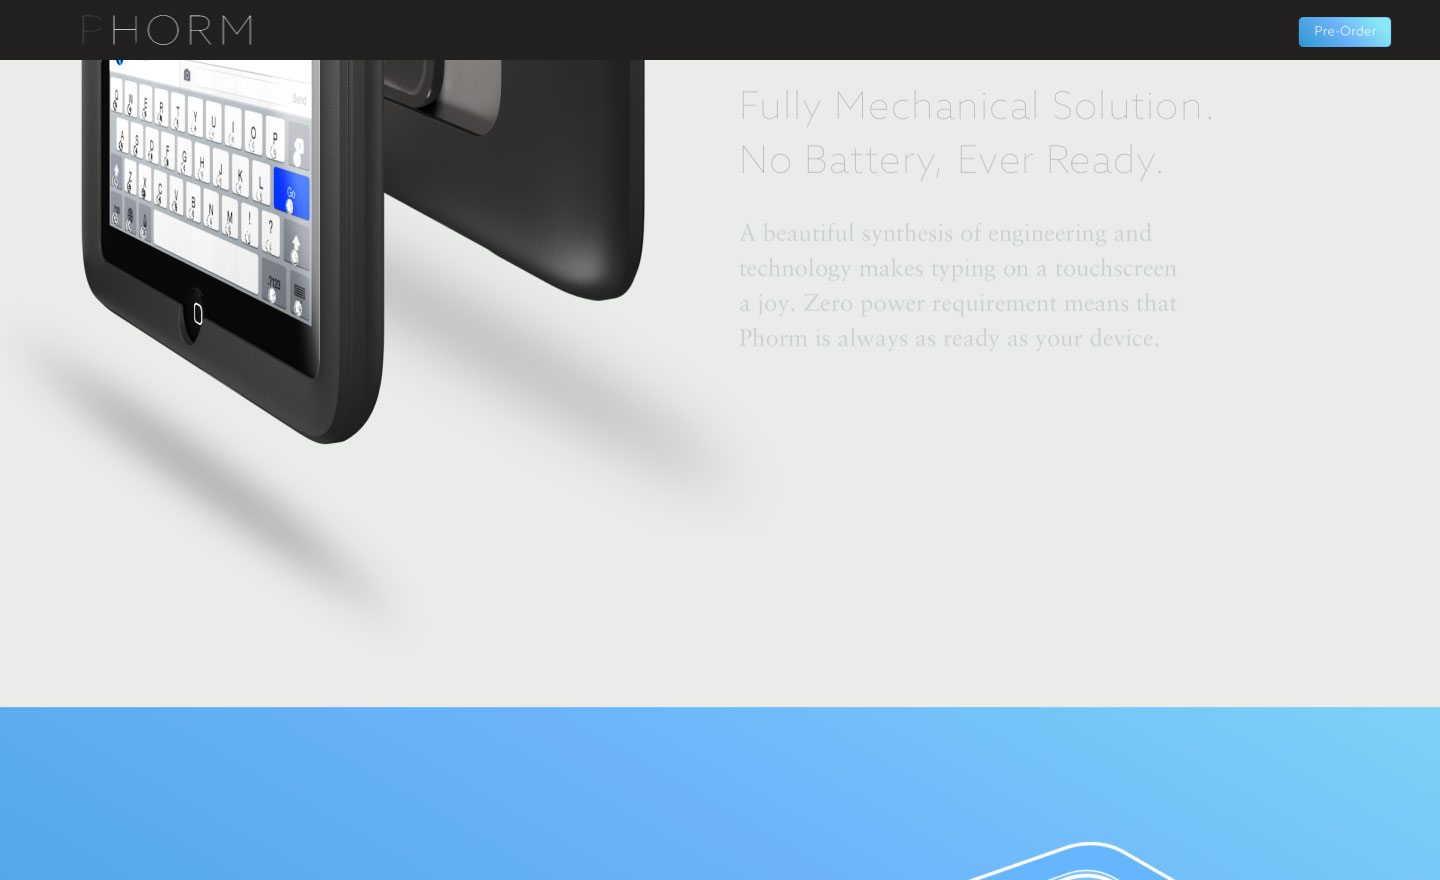 PHORM
Pre-Order
Send
Q W E R T Y U I O P
A S D F G H J K L Go
Z X C V B N M ! ?
.?123
Fully Mechanical Solution.
No Battery, Ever Ready.
A beautiful synthesis of engineering and
technology makes typing on a touchscreen
a joy. Zero power requirement means that
Phorm is always as ready as your device.